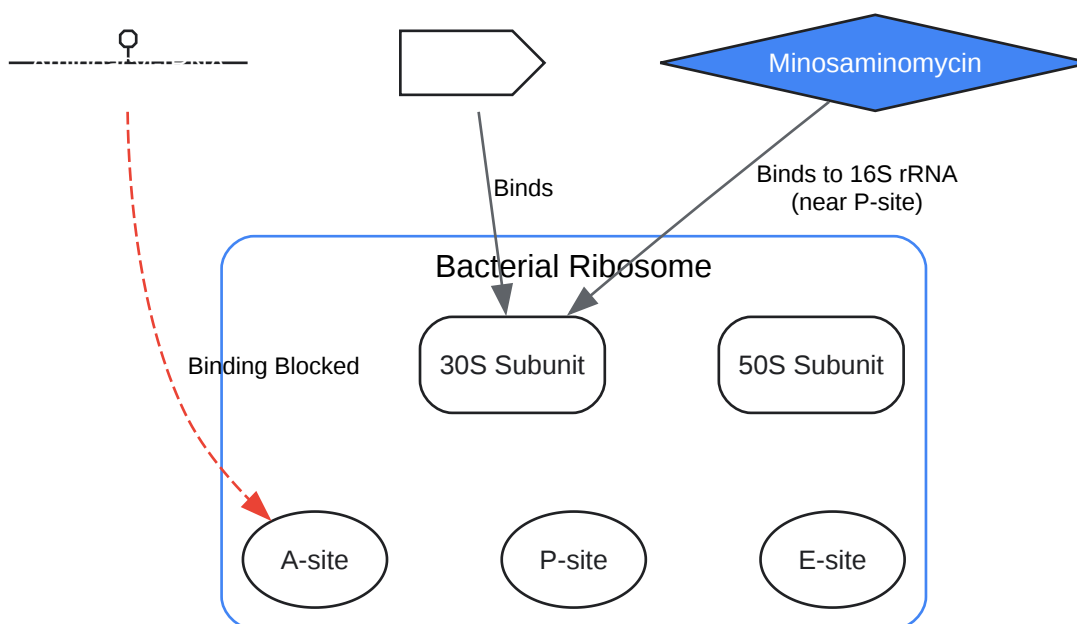 Minosaminomycin
Binds
Binds to 16S rRNA
(near P-site)
Bacterial Ribosome
Binding Blocked
30S Subunit
50S Subunit
A-site
P-site
E-site